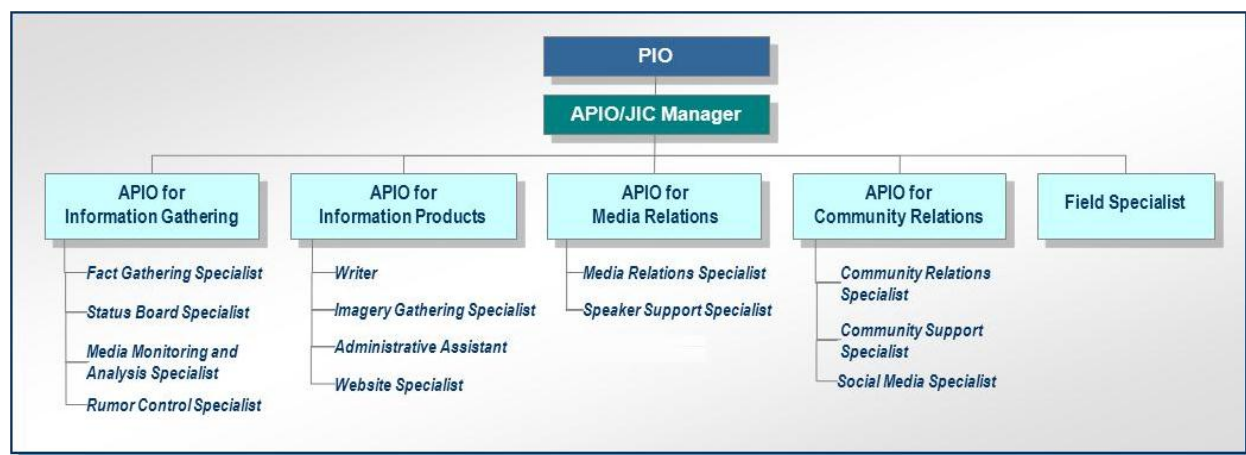 PIO
APIO/JIC Manager
APIO for
Information Gathering
Fact Gathering Specialist
Status Board Specialist
Media Monitoring and
Analysis Specialist
Rumor Control Specialist
APIO for
Information Products
Writer
Imagery Gathering Specialist
Administrative Assistant
Website Specialist
APIO for
Media Relations
Media Relations Specialist
Speaker Support Specialist
APIO for
Community Relations
Community Relations
Specialist
Community Support
Specialist
Social Media Specialist
Field Specialist